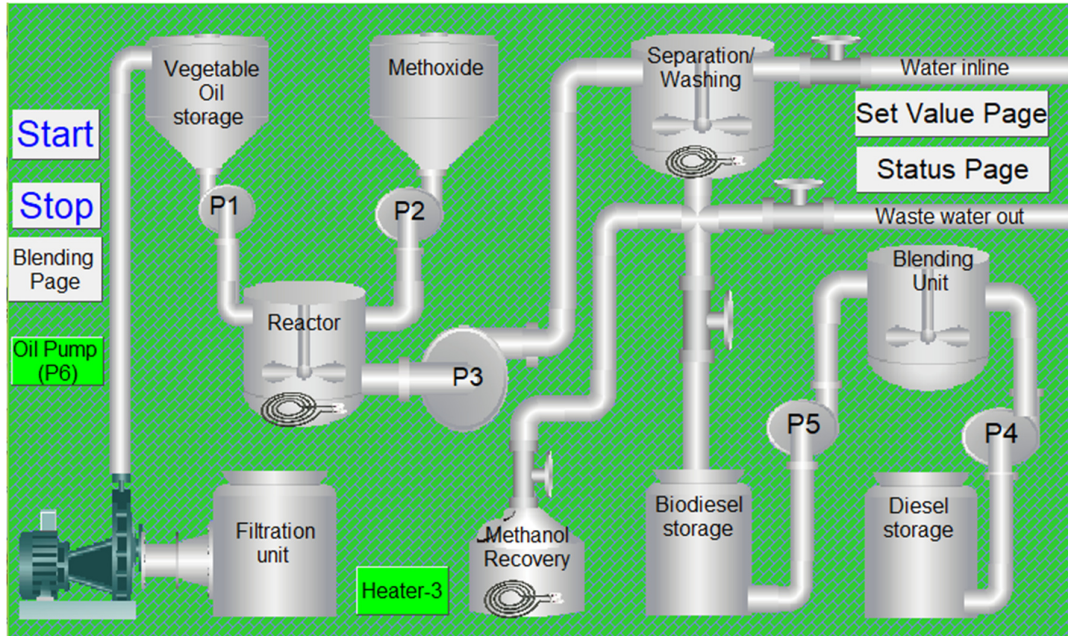 Vegetable
Oil
storage
Methoxide
Separation/
Washing
Water inline
Set Value Page
Status Page
Start
Stop
Blending
Page
Oil Pump
(P6)
P1
P2
Reactor
P3
Waste water out
Blending
Unit
P5
P4
Filtration
unit
Heater-3
Methanol
Recovery
Biodiesel
storage
Diesel
storage